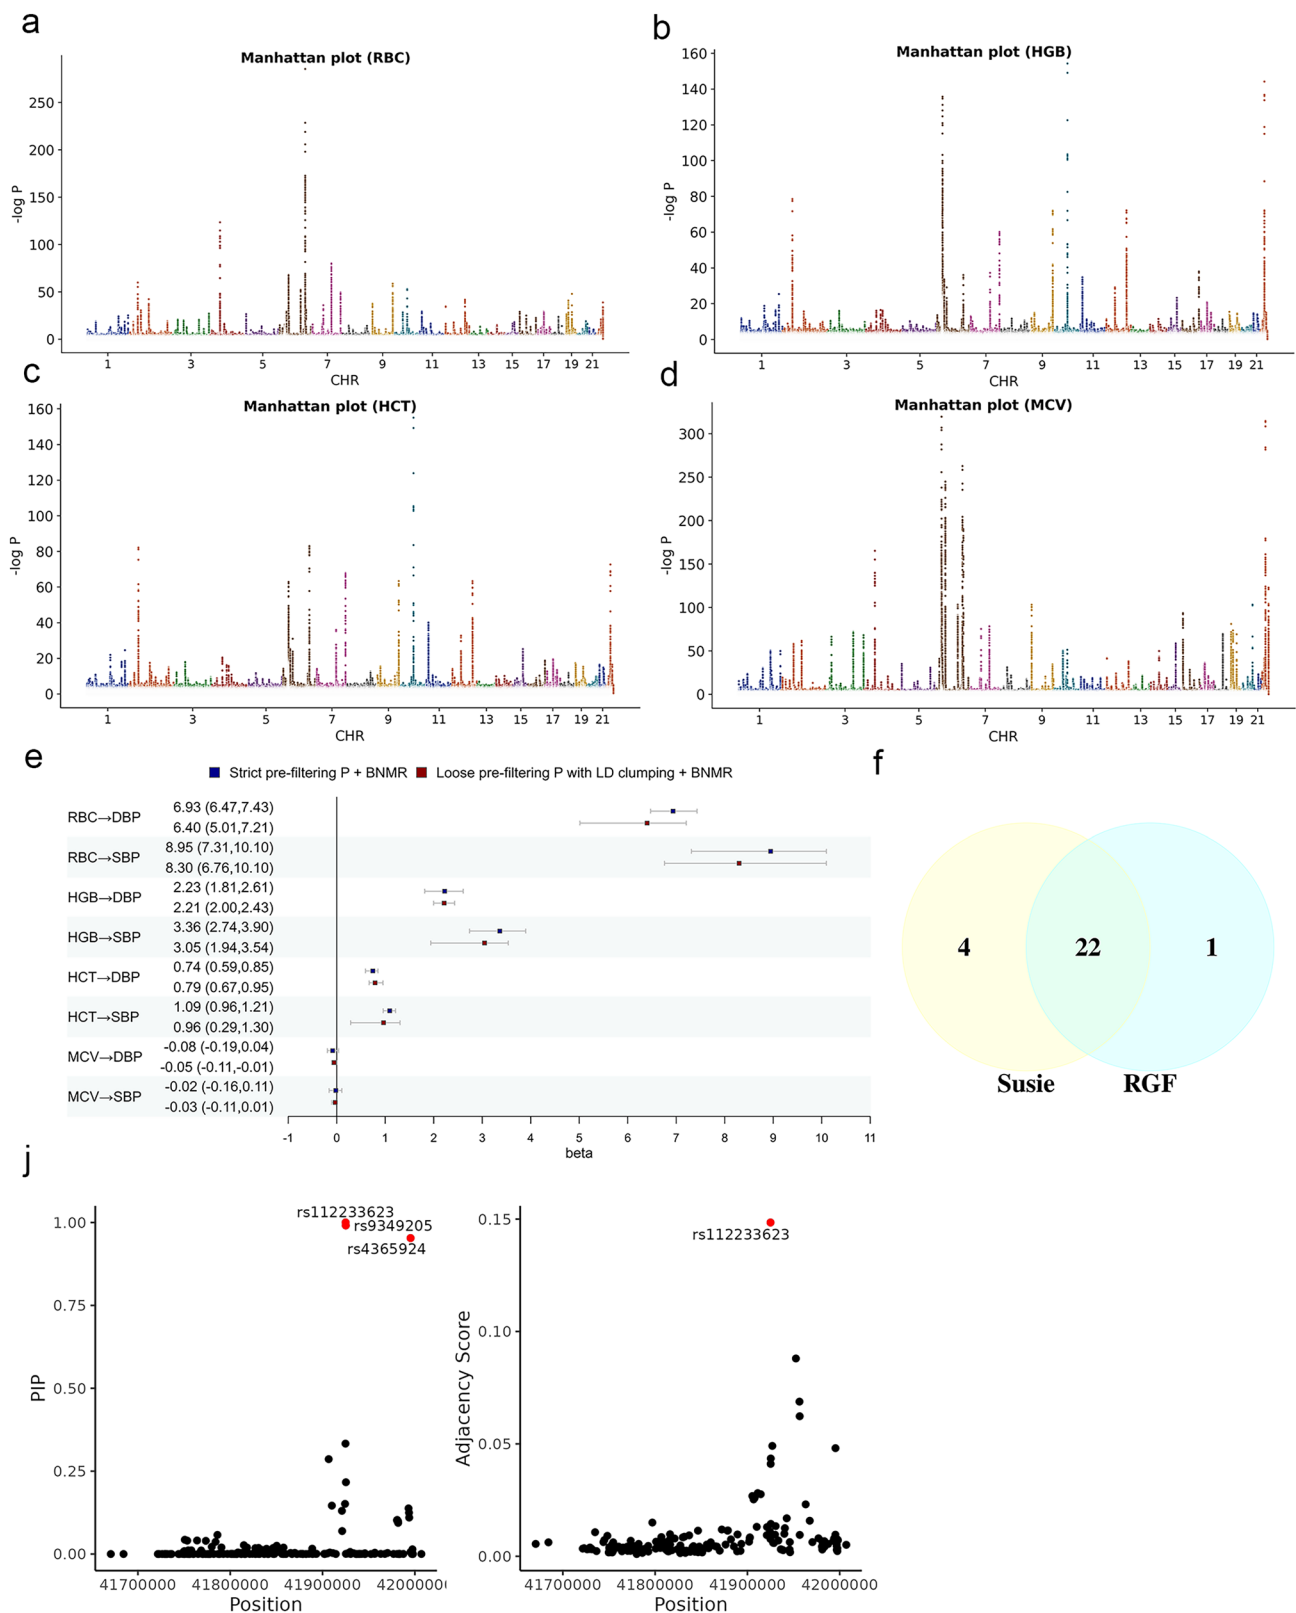 a
Manhattan plot (RBC)
250
200
150
100
50
0
-log P
1 3 5 7 9 11 13 15 17 19 21
CHR
b
Manhattan plot (HGB)
160
140
120
100
80
60
40
20
0
-log P
1 3 5 7 9 11 13 15 17 19 21
CHR
c
Manhattan plot (HCT)
160
140
120
100
80
60
40
20
0
-log P
1 3 5 7 9 11 13 15 17 19 21
CHR
d
Manhattan plot (MCV)
300
250
200
150
100
50
0
-log P
1 3 5 7 9 11 13 15 17 19 21
CHR
e
Strict pre-filtering P + BNMR Loose pre-filtering P with LD clumping + BNMR
RBC→DBP
6.93 (6.47,7.43)
6.40 (5.01,7.21)
RBC→SBP
8.95 (7.31,10.10)
8.30 (6.76,10.10)
HGB→DBP
2.23 (1.81,2.61)
2.21 (2.00,2.43)
HGB→SBP
3.36 (2.74,3.90)
3.05 (1.94,3.54)
HCT→DBP
0.74 (0.59,0.85)
0.79 (0.67,0.95)
HCT→SBP
1.09 (0.96,1.21)
0.96 (0.29,1.30)
MCV→DBP
-0.08 (-0.19,0.04)
-0.05 (-0.11,-0.01)
MCV→SBP
-0.02 (-0.16,0.11)
-0.03 (-0.11,0.01)
-1 0 1 2 3 4 5 6 7 8 9 10 11
beta
f
4 22 1
Susie RGF
j
1.00
0.75
0.50
0.25
0.00
PIP
rs112233623
rs9349205
rs4365924
41700000 41800000 41900000 4200000
Position
0.15
0.10
0.05
0.00
Adjacency Score
rs112233623
41700000 41800000 41900000 42000000
Position